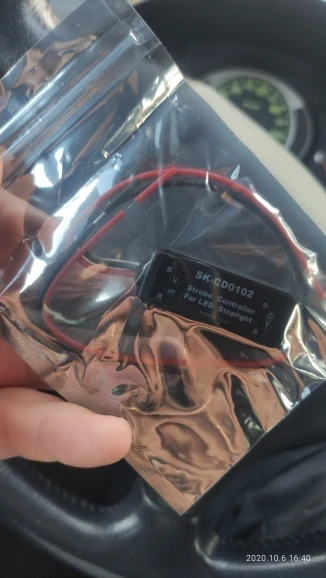 SK-CD0102
Strobe Controller
For LED Stoplight
B
R
B
R
2020.10.6 16:40